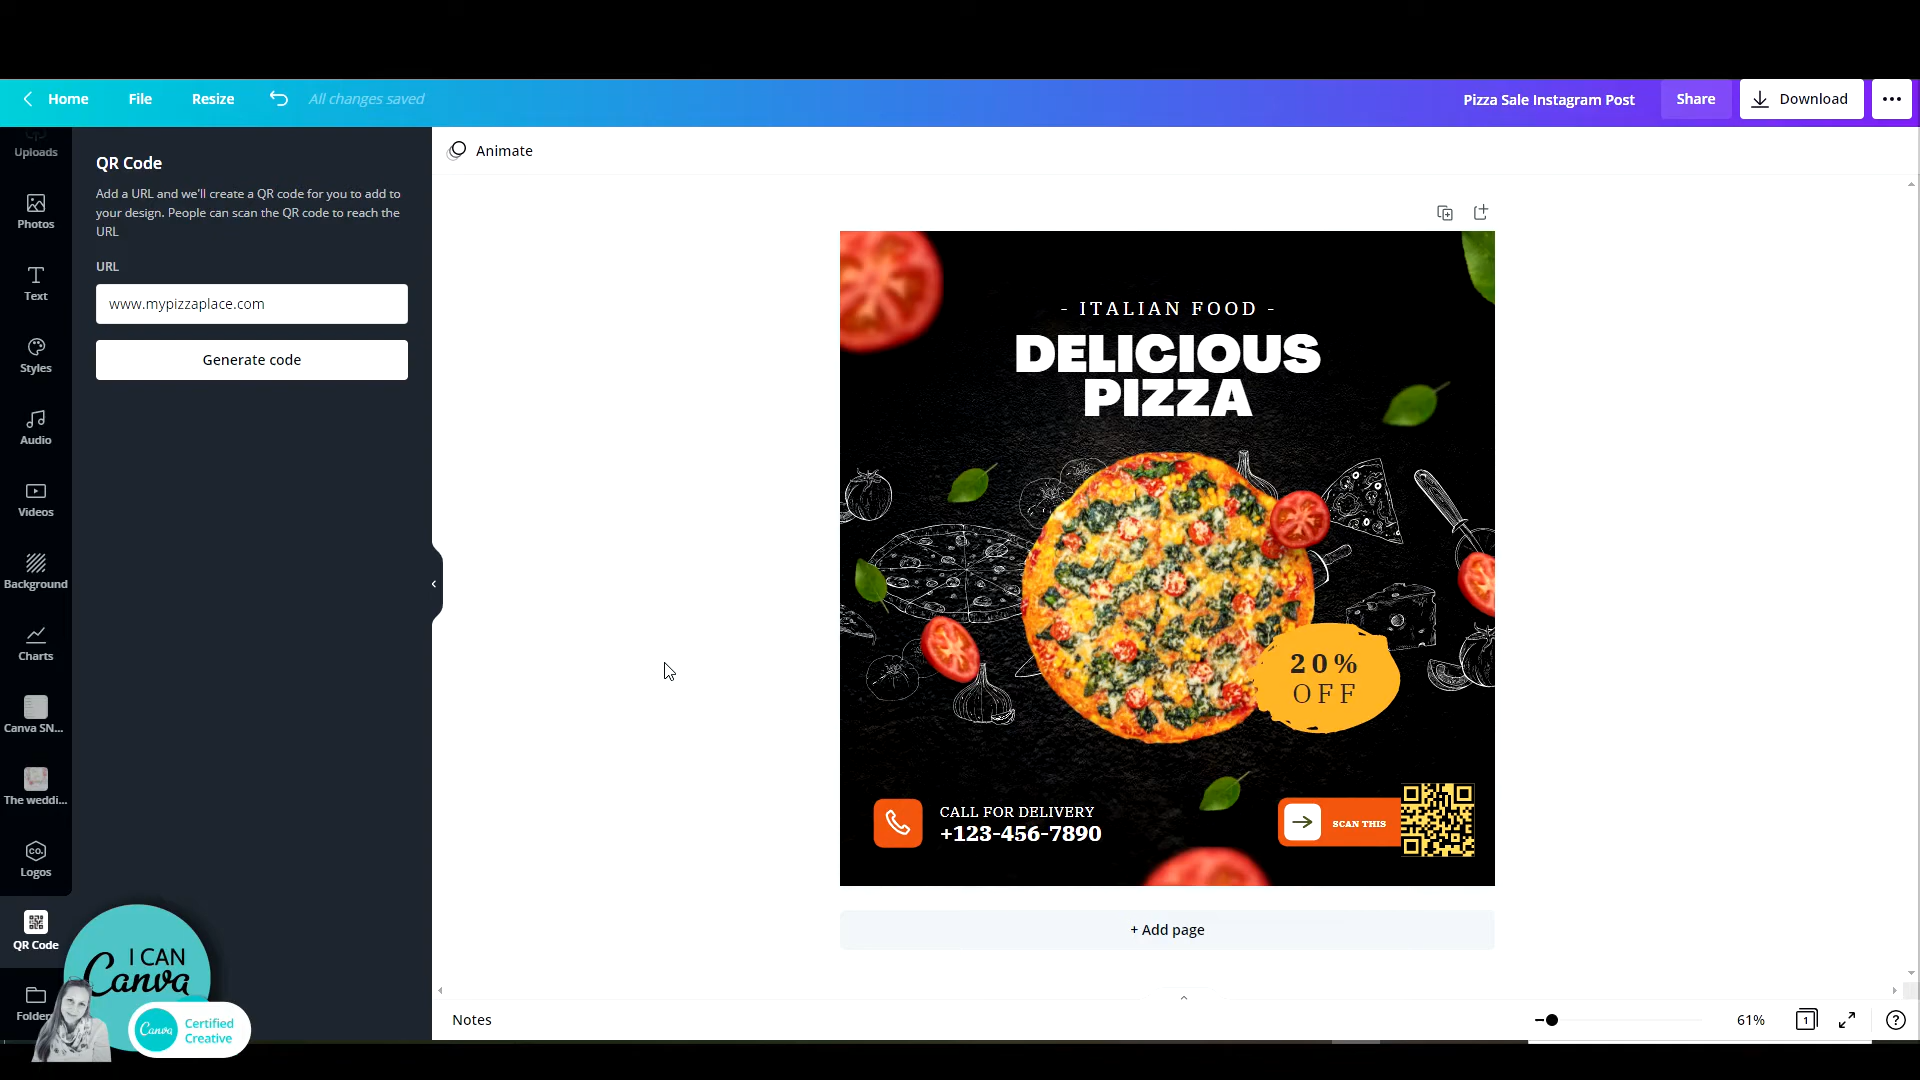 Home
File
Resize
All changes saved
Pizza Sale Instagram Post
Share
Download
Uploads
Photos
Text
Styles
Audio
Videos
Background
Charts
Canva SN...
The weddi...
Logos
QR Code
QR Code
Add a URL and we'll create a QR code for you to add to
your design. People can scan the QR code to reach the
URL
URL
www.mypizzaplace.com
Generate code
Animate
- ITALIAN FOOD -
DELICIOUS
PIZZA
20%
OFF
CALL FOR DELIVERY
+123-456-7890
SCAN THIS
+ Add page
I CAN
Canva
Canva
Certified
Creative
Notes
61%
1
CO.